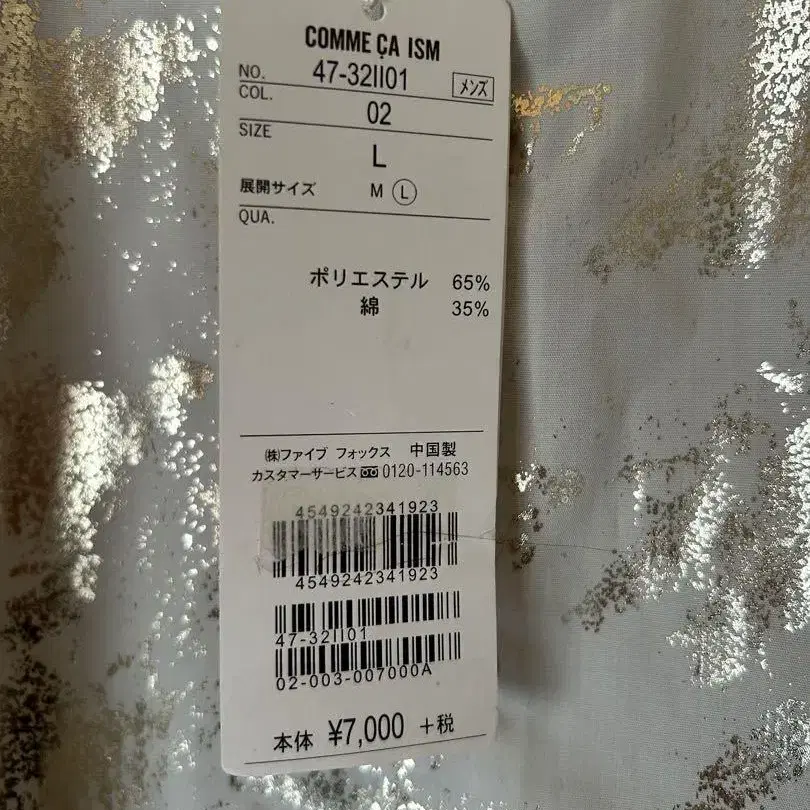 COMME ÇA ISM
NO. 47-32II01 メンズ
COL. 02
SIZE L
展開サイズ M Ⓛ
QUA.
ポリエステル 65%
綿 35%
㈱ファイブ フォックス 中国製
カスタマーサービス 0120-114563
4549242341923
4549242341923
47-32II01
02-003-007000A
本体 ¥7,000 +税